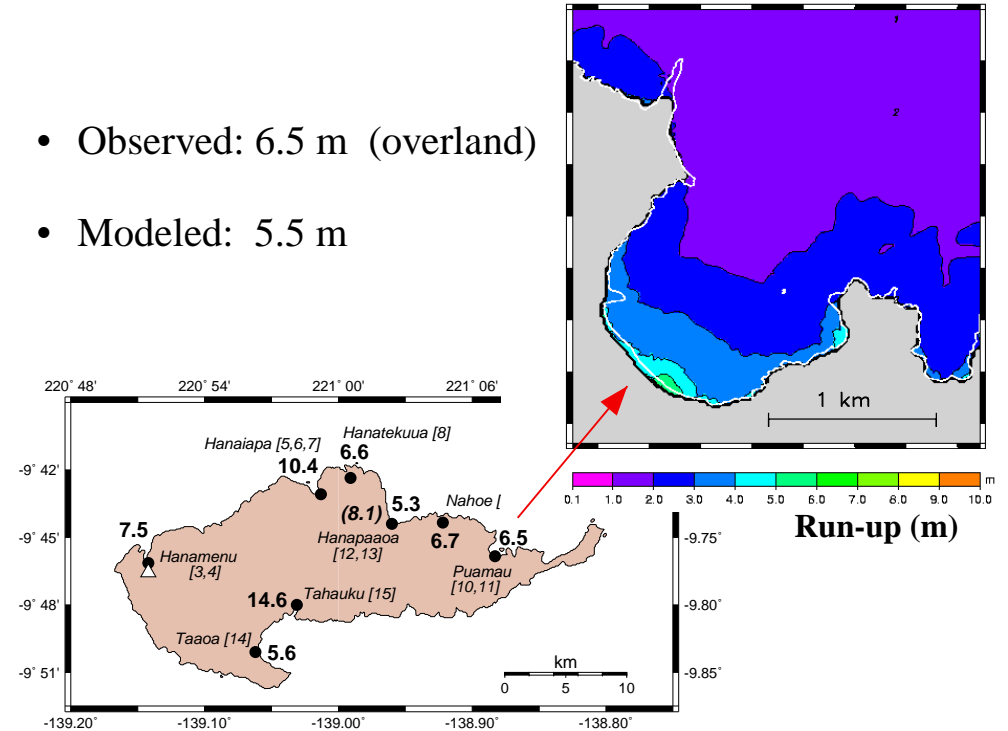 • Observed: 6.5 m (overland)
• Modeled: 5.5 m
1
2
3
1 km
0.1 1.0 2.0 3.0 4.0 5.0 6.0 7.0 8.0 9.0 10.0 m
Run-up (m)
220˚ 48' 220˚ 54' 221˚ 00' 221˚ 06'
-9˚ 42'
-9˚ 45'
-9˚ 48'
-9˚ 51'
Hanaiapa [5,6,7]
10.4
Hanatekuua [8]
6.6
(8.1)
5.3
Hanapaaoa
[12,13]
Nahoe [
6.7
6.5
Puamau
[10,11]
7.5
Hanamenu
[3,4]
14.6 Tahauku [15]
Taaoa [14] 5.6
km
0 5 10
-9.75˚
-9.80˚
-9.85˚
-139.20˚ -139.10˚ -139.00˚ -138.90˚ -138.80˚